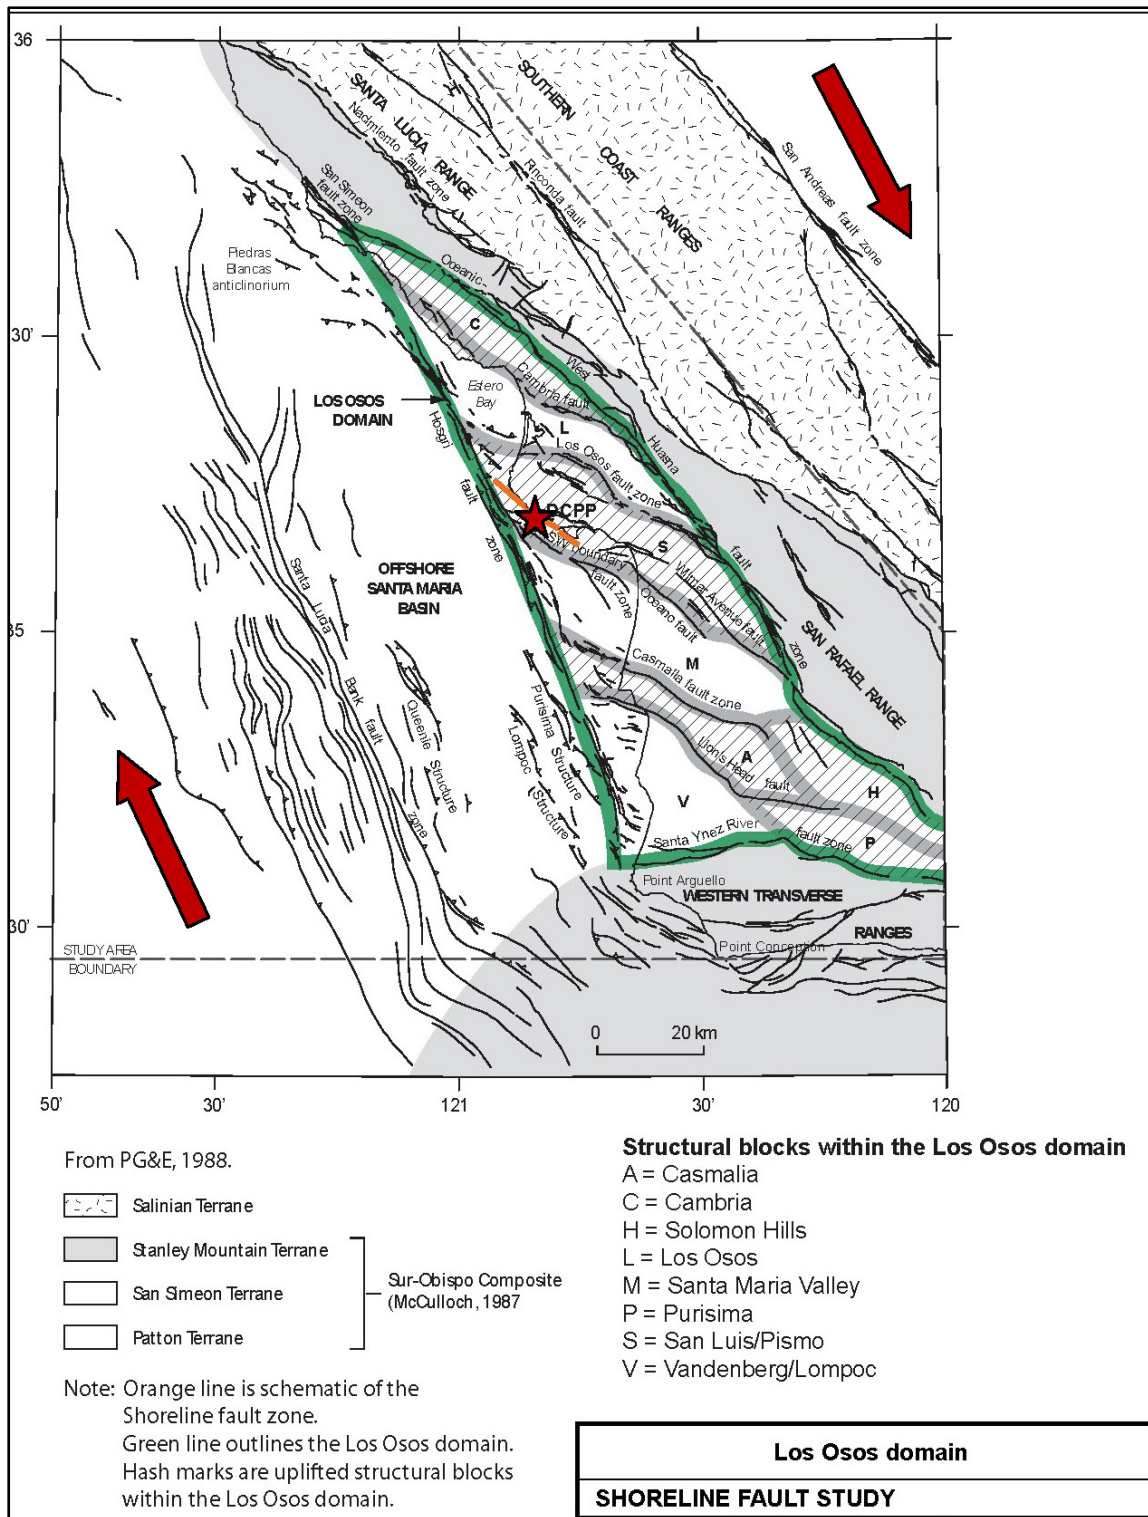 36
30'
35
30'
50'
30'
121
30'
120
SANTA
LUCIA
RANGE
Nacimiento fault zone
SOUTHERN
COAST
RANGES
Rinconda fault
San Andreas fault zone
San Simeon
fault zone
Piedras
Blancas
anticlinorium
Oceanic-
West
Huasna
fault
zone
C
Cambria fault
Estero
Bay
LOS OSOS
DOMAIN
Hosgri
fault
zone
L
Los Osos fault zone
DCPP
S
SW boundary
fault zone
Wilmar Avenue fault
Oceano fault
OFFSHORE
SANTA MARIA
BASIN
Santa Lucia
Bank
fault
zone
M
Casmalia fault zone
SAN RAFAEL RANGE
Queenie Structure
Purisima Structure
Lompoc
Structure
A
Lion's Head fault
H
V
Santa Ynez River
fault zone
P
Point Arguello
WESTERN TRANSVERSE
RANGES
Point Conception
STUDY AREA
BOUNDARY
0 20 km
From PG&E, 1988.
Salinian Terrane
Stanley Mountain Terrane
San Simeon Terrane
Patton Terrane
Sur-Obispo Composite
(McCulloch, 1987
Note: Orange line is schematic of the
Shoreline fault zone.
Green line outlines the Los Osos domain.
Hash marks are uplifted structural blocks
within the Los Osos domain.
Structural blocks within the Los Osos domain
A = Casmalia
C = Cambria
H = Solomon Hills
L = Los Osos
M = Santa Maria Valley
P = Purisima
S = San Luis/Pismo
V = Vandenberg/Lompoc
Los Osos domain
SHORELINE FAULT STUDY